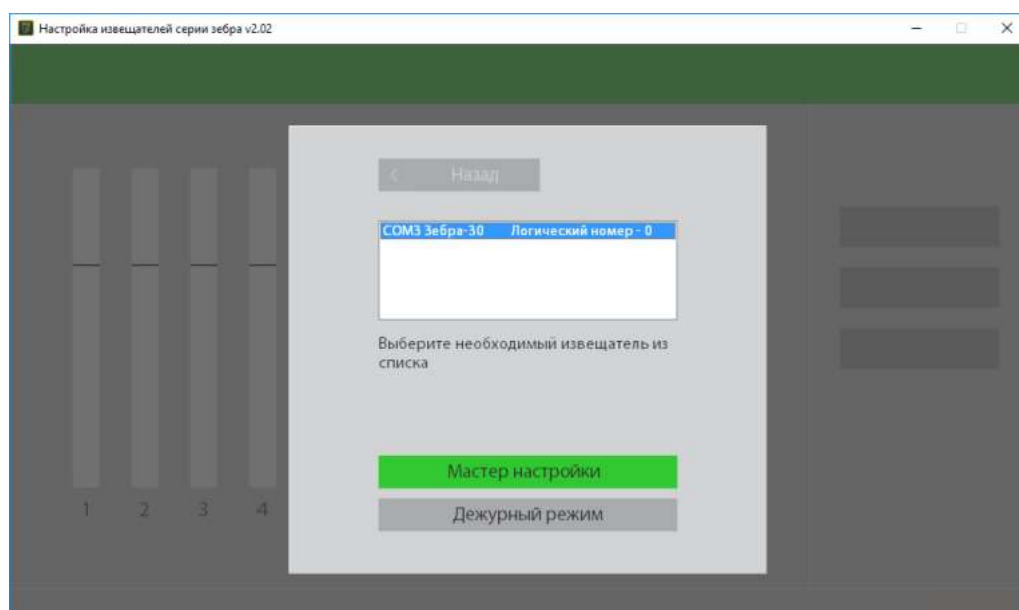 Настройка извещателей серии зебра v2.02
< Назад
COM3 Зебра-30 Логический номер - 0
Выберите необходимый извещатель из
списка
Мастер настройки
Дежурный режим
1 2 3 4